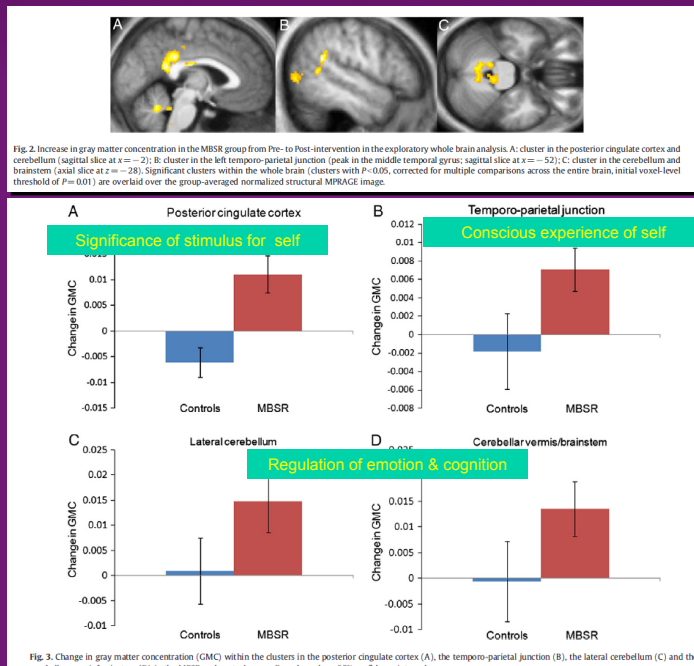 A
B
C
Fig. 2. Increase in gray matter concentration in the MBSR group from Pre- to Post-intervention in the exploratory whole brain analysis. A: cluster in the posterior cingulate cortex and
cerebellum (sagittal slice at x=−2); B: cluster in the left temporo-parietal junction (peak in the middle temporal gyrus; sagittal slice at x=−52); C: cluster in the cerebellum and
brainstem (axial slice at z=−28). Significant clusters within the whole brain (clusters with P<0.05, corrected for multiple comparisons across the entire brain, initial voxel-level
threshold of P=0.01) are overlaid over the group-averaged normalized structural MPRAGE image.
A
Posterior cingulate cortex
Significance of stimulus for self
0.01
0.005
0
-0.005
-0.01
-0.015
Change in GMC
Controls
MBSR
B
Temporo-parietal junction
Conscious experience of self
0.012
0.01
0.008
0.006
0.004
0.002
0
-0.002
-0.004
-0.006
-0.008
Change in GMC
Controls
MBSR
C
Lateral cerebellum
Regulation of emotion & cognition
0.025
0.02
0.015
0.01
0.005
0
-0.005
-0.01
Change in GMC
Controls
MBSR
D
Cerebellar vermis/brainstem
0.015
0.01
0.005
0
-0.005
-0.01
Change in GMC
Controls
MBSR
Fig. 3. Change in gray matter concentration (GMC) within the clusters in the posterior cingulate cortex (A), the temporo-parietal junction (B), the lateral cerebellum (C) and the